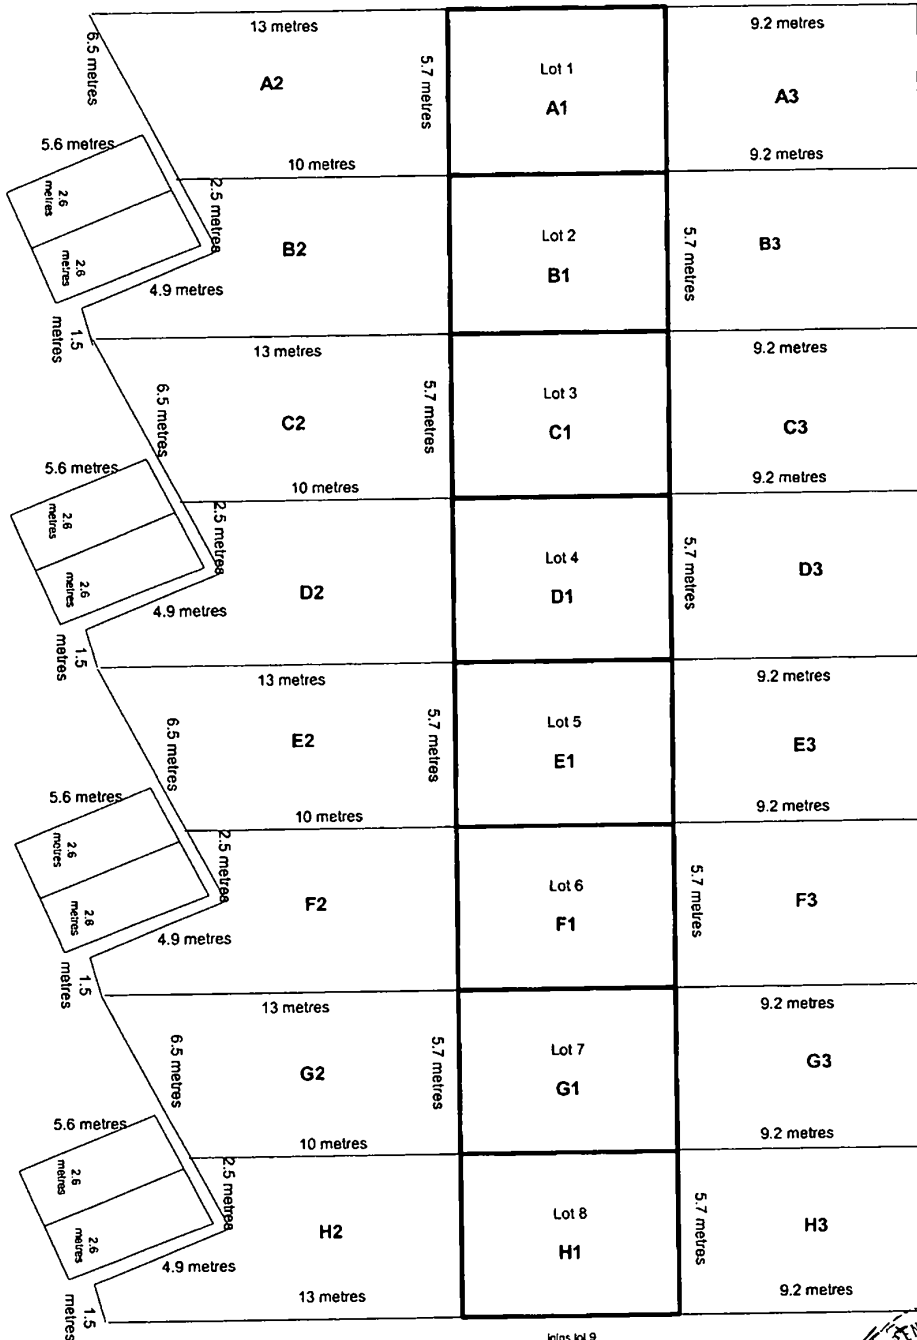 13 metres
9.2 metres
6.5 metres
5.7 metres
Lot 1
A2
A1
A3
5.6 metres
10 metres
9.2 metres
2.5 metres
2.6 metres
2.6 metres
Lot 2
B2
B1
B3
5.7 metres
4.9 metres
1.5 metres
13 metres
9.2 metres
6.5 metres
5.7 metres
Lot 3
C2
C1
C3
5.6 metres
10 metres
9.2 metres
2.5 metres
2.6 metres
2.6 metres
Lot 4
D2
D1
D3
5.7 metres
4.9 metres
1.5 metres
13 metres
9.2 metres
6.5 metres
5.7 metres
Lot 5
E2
E1
E3
5.6 metres
10 metres
9.2 metres
2.5 metres
2.6 metres
2.6 metres
Lot 6
F2
F1
F3
5.7 metres
4.9 metres
1.5 metres
13 metres
9.2 metres
6.5 metres
5.7 metres
Lot 7
G2
G1
G3
5.6 metres
10 metres
9.2 metres
2.5 metres
2.6 metres
2.6 metres
Lot 8
H2
H1
H3
5.7 metres
4.9 metres
1.5 metres
13 metres
9.2 metres
joins lot 9